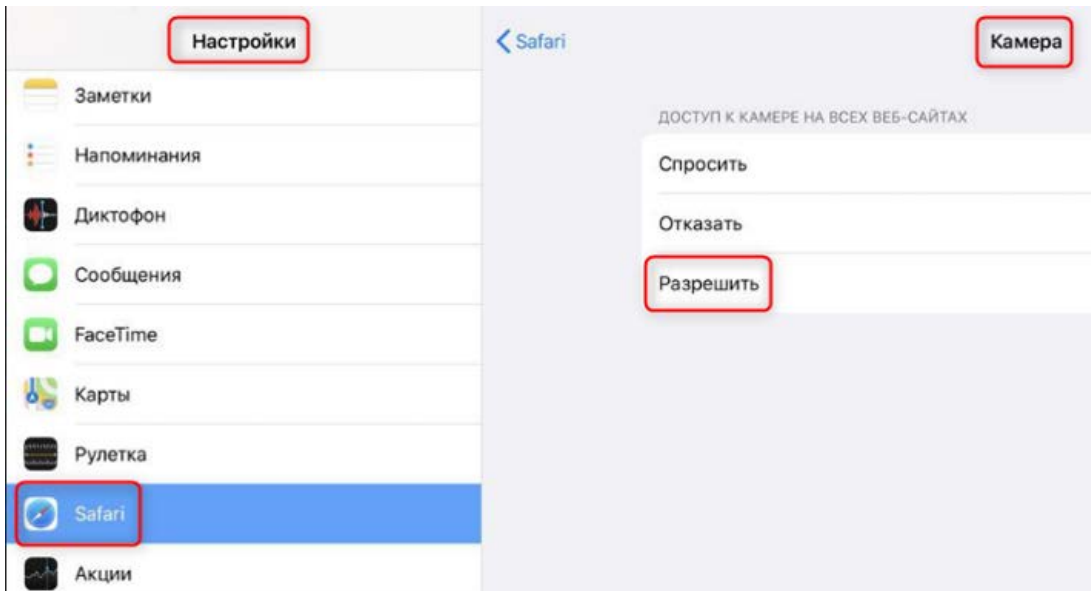 Настройки
Заметки
Напоминания
Диктофон
Сообщения
FaceTime
Карты
Рулетка
Safari
Акции
Safari
Камера
ДОСТУП К КАМЕРЕ НА ВСЕХ ВЕБ-САЙТАХ
Спросить
Отказать
Разрешить